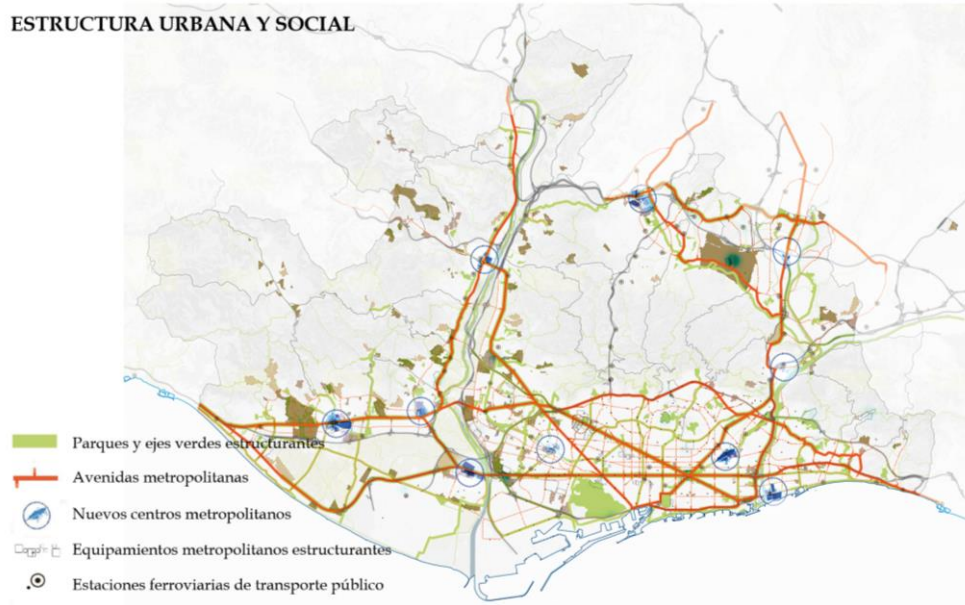 ESTRUCTURA URBANA Y SOCIAL
Parques y ejes verdes estructurantes
Avenidas metropolitanas
Nuevos centros metropolitanos
Equipamientos metropolitanos estructurantes
Estaciones ferroviarias de transporte público